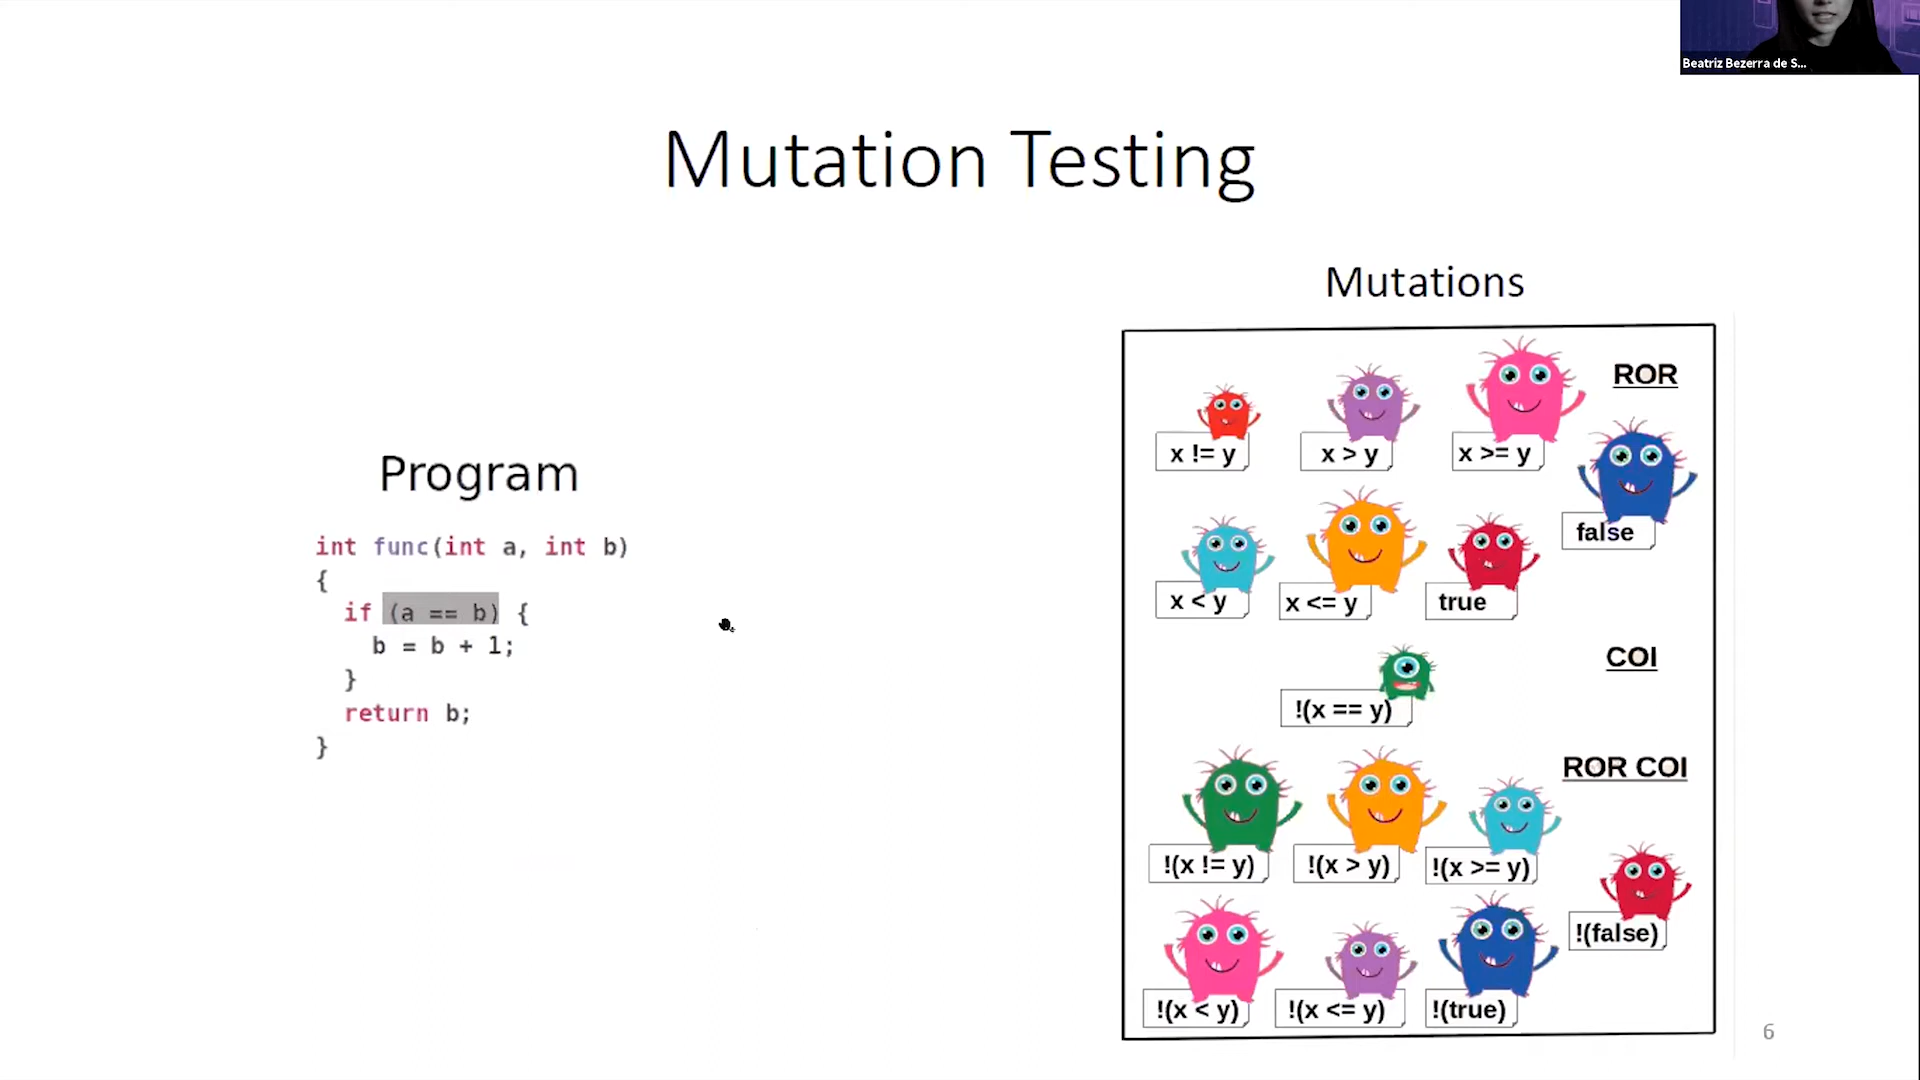 Beatriz Bezerra de S...
Mutation Testing
Program
int func(int a, int b)
{
if (a == b) {
b = b + 1;
}
return b;
}
Mutations
ROR
x != y
x > y
x >= y
false
x < y
x <= y
true
COI
!(x == y)
ROR COI
!(x != y)
!(x > y)
!(x >= y)
!(false)
!(x < y)
!(x <= y)
!(true)
6